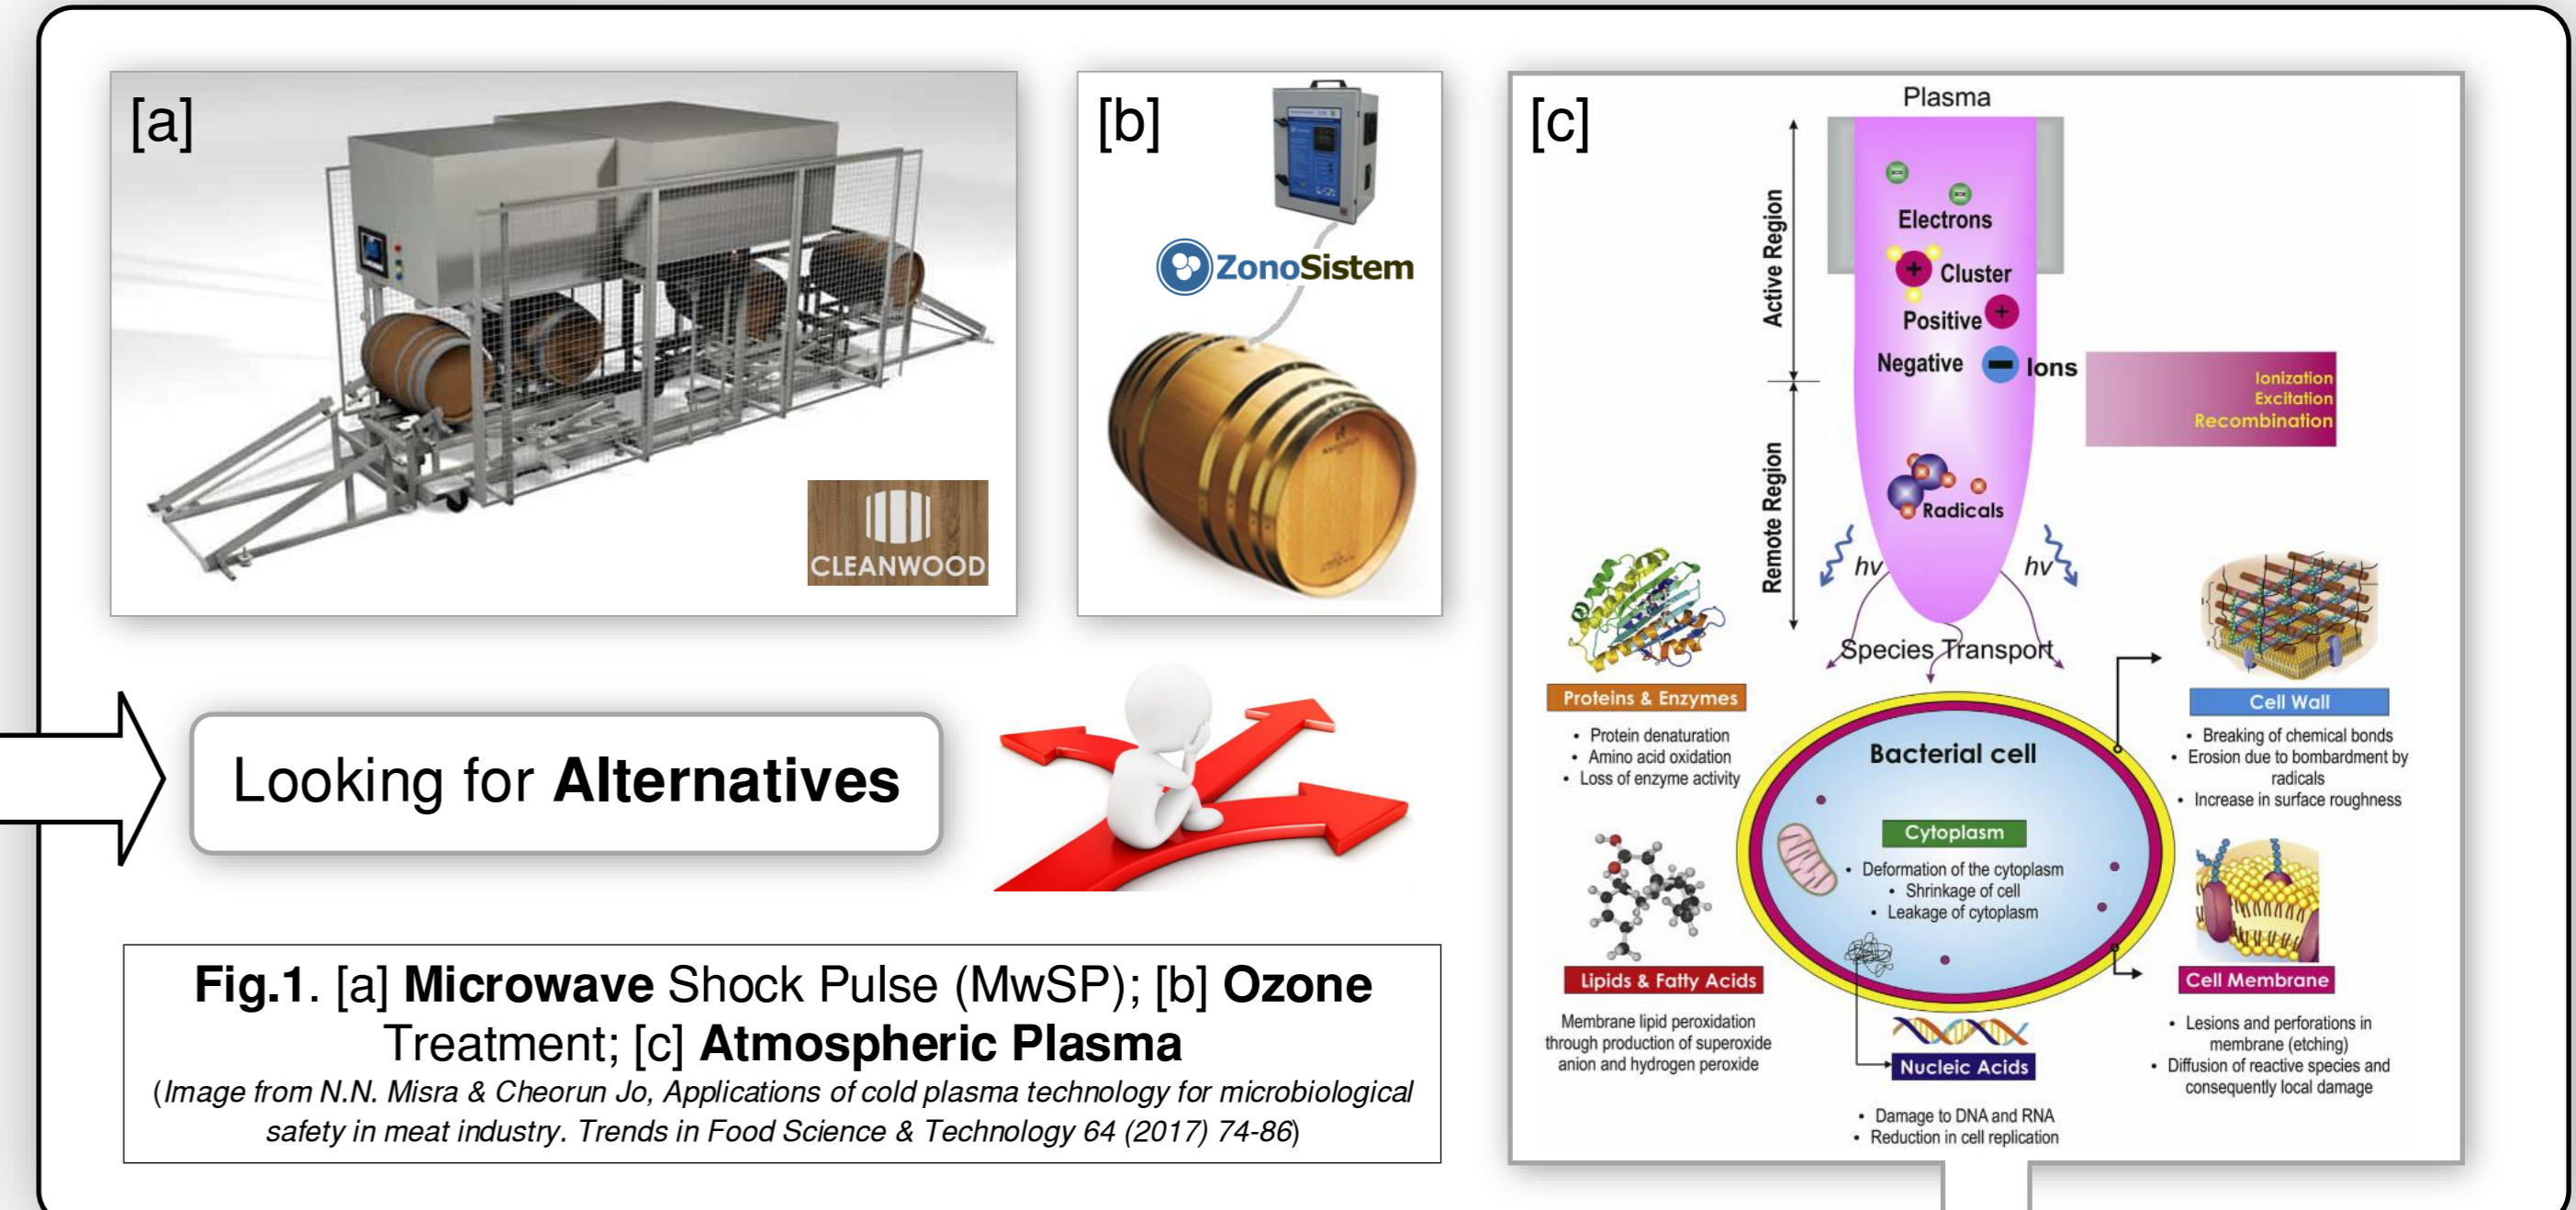 [a]
CLEANWOOD
[b]
ZonoSistem
[c]
Plasma
Active Region
Remote Region
Electrons
Cluster
Positive
Negative
Ions
Ionization
Excitation
Recombination
Radicals
hv
hv
Species Transport
Proteins & Enzymes
• Protein denaturation
• Amino acid oxidation
• Loss of enzyme activity
Cell Wall
• Breaking of chemical bonds
• Erosion due to bombardment by
radicals
• Increase in surface roughness
Bacterial cell
Cytoplasm
• Deformation of the cytoplasm
• Shrinkage of cell
• Leakage of cytoplasm
Lipids & Fatty Acids
Membrane lipid peroxidation
through production of superoxide
anion and hydrogen peroxide
Cell Membrane
• Lesions and perforations in
membrane (etching)
• Diffusion of reactive species and
consequently local damage
Nucleic Acids
• Damage to DNA and RNA
• Reduction in cell replication
Looking for Alternatives
Fig.1. [a] Microwave Shock Pulse (MwSP); [b] Ozone
Treatment; [c] Atmospheric Plasma
(Image from N.N. Misra & Cheorun Jo, Applications of cold plasma technology for microbiological
safety in meat industry. Trends in Food Science & Technology 64 (2017) 74-86)